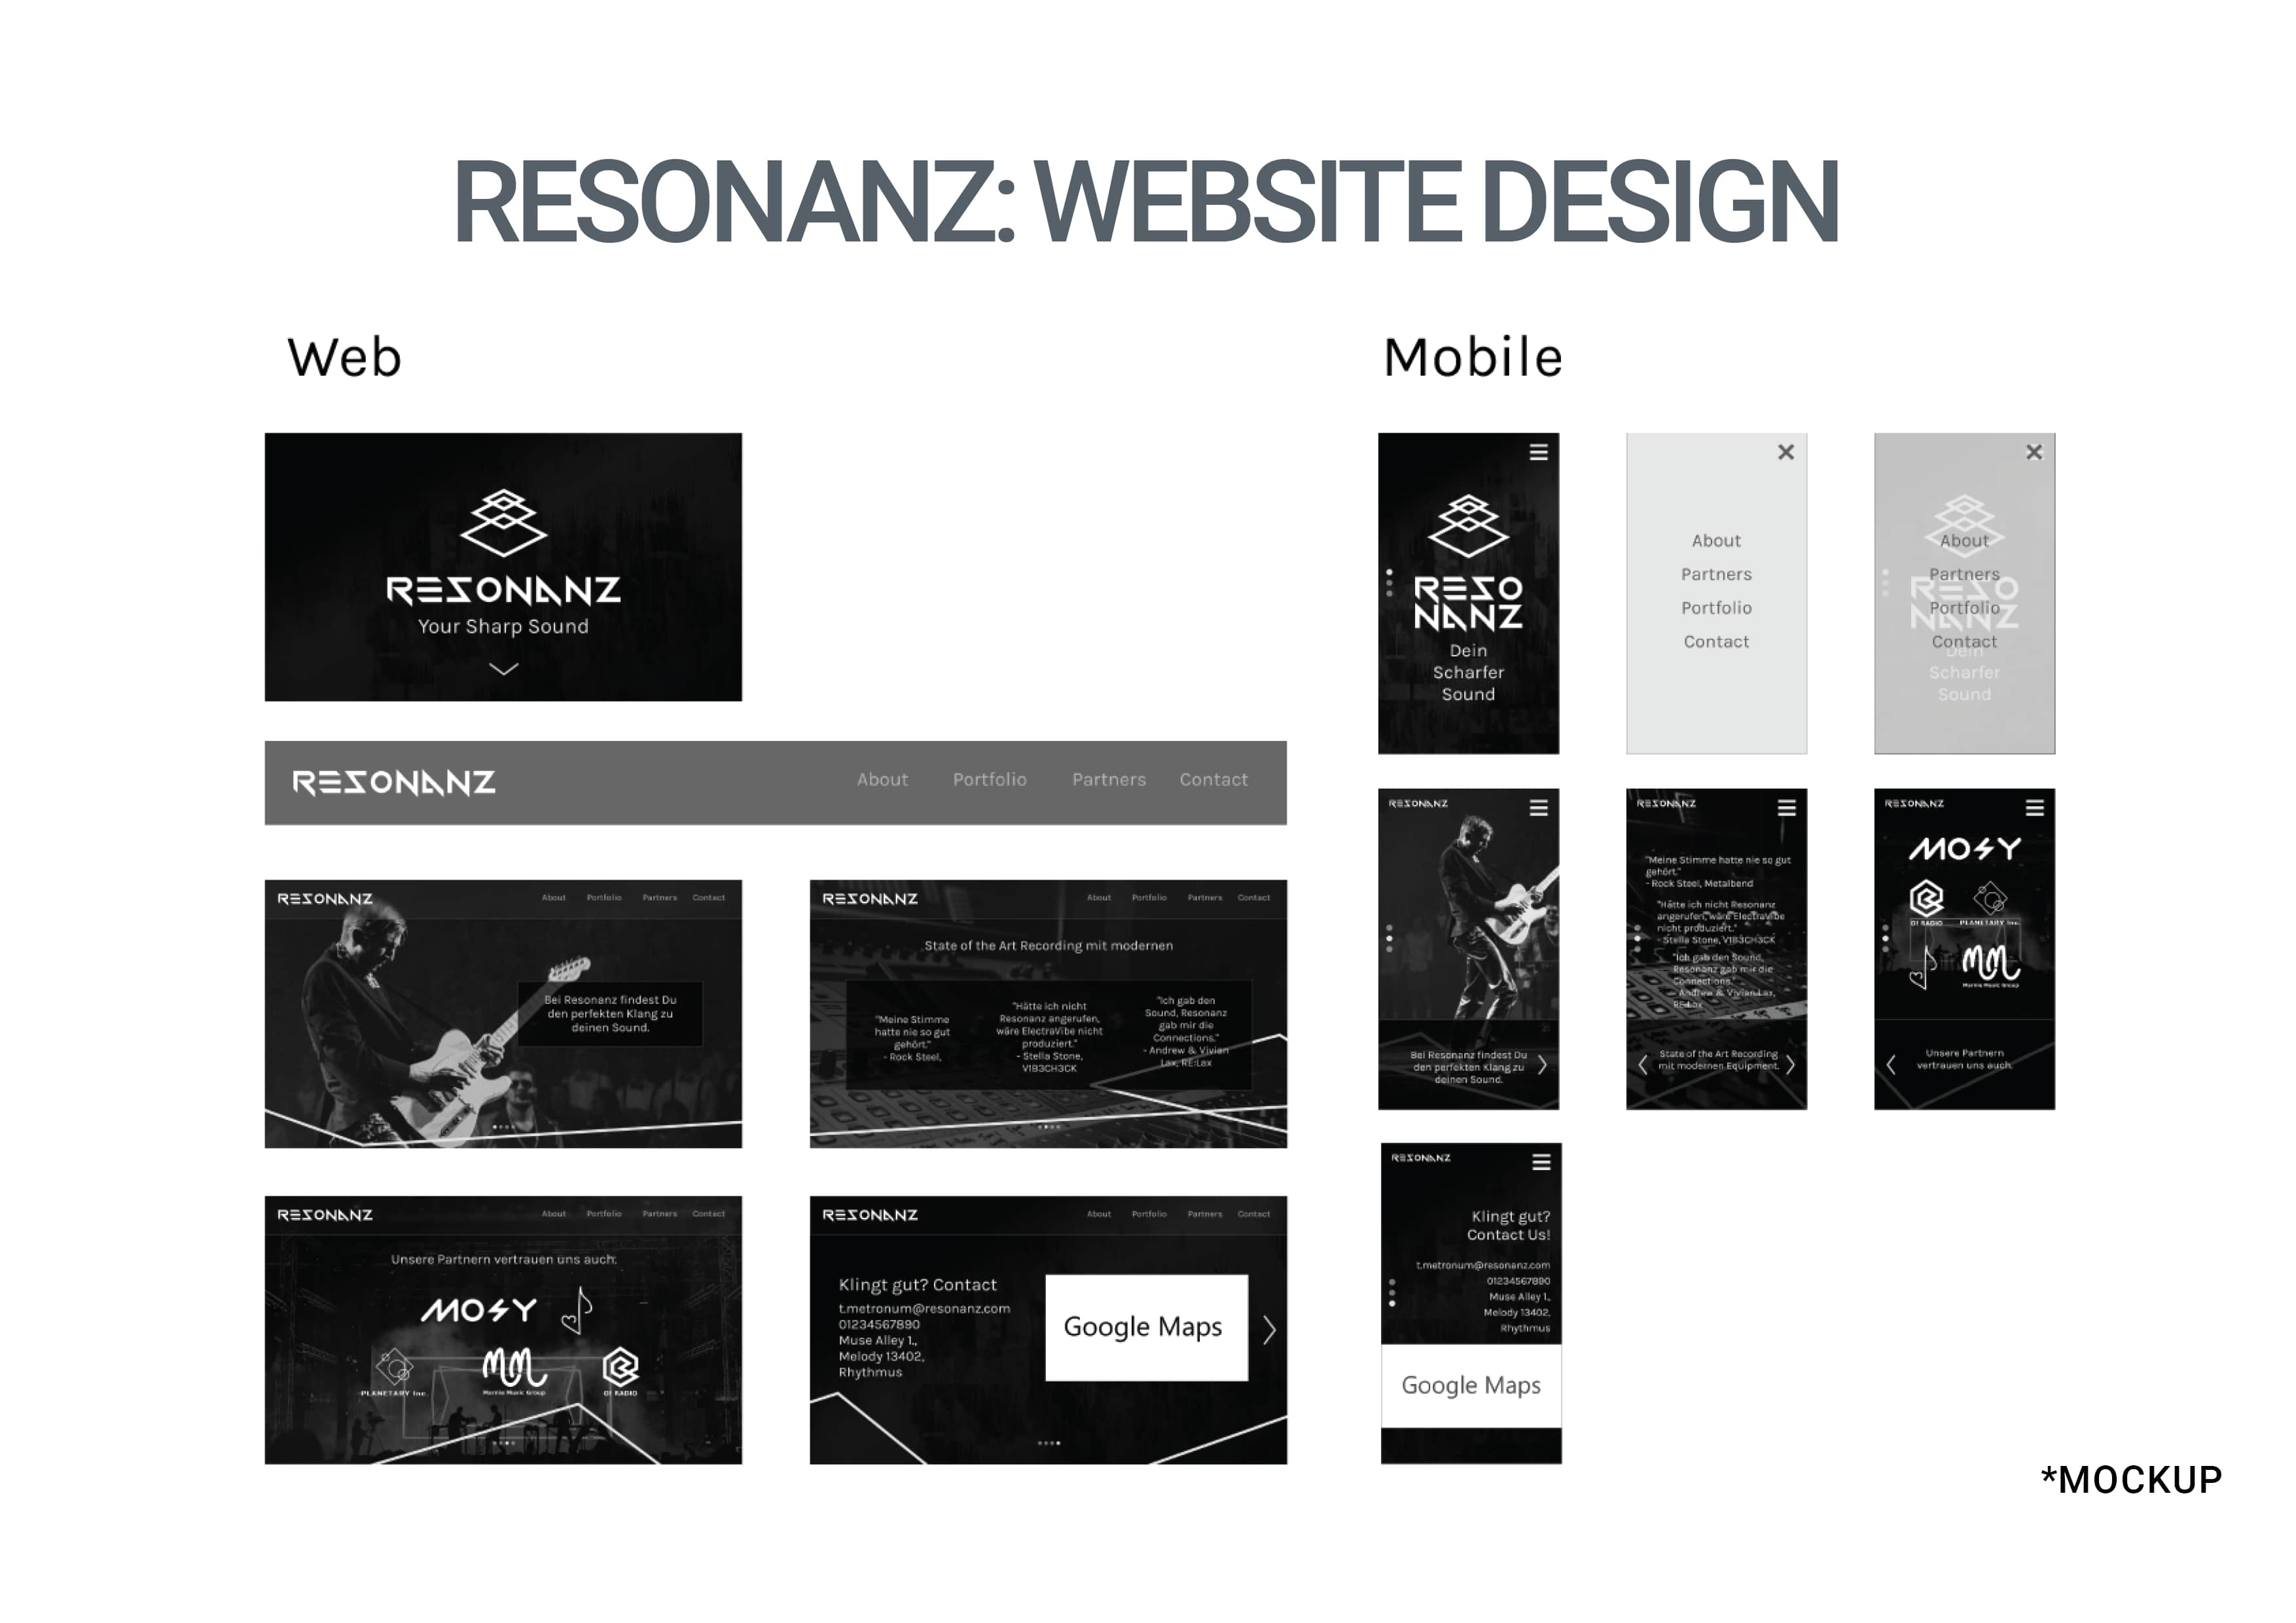 RESONANZ: WEBSITE DESIGN
Web
RESONANZ
Your Sharp Sound
RESONANZ
About Portfolio Partners Contact
RESONANZ
About Portfolio Partners Contact
Bei Resonanz findest Du
den perfekten Klang zu
deinen Sound.
RESONANZ
About Portfolio Partners Contact
State of the Art Recording mit modernen
"Meine Stimme
hatte nie so gut
gehört."
- Rock Steel,
"Hätte ich nicht
Resonanz angerufen,
wäre ElectraVibe nicht
produziert."
- Stella Stone,
V1B3CH3CK
"Ich gab den
Sound, Resonanz
gab mir die
Connections."
- Andrew & Vivian
Lax, RE:Lax
RESONANZ
About Portfolio Partners Contact
Unsere Partnern vertrauen uns auch.
MOSY
PLANETARY Inc.
Marnie Music Group
O! RADIO
RESONANZ
About Portfolio Partners Contact
Klingt gut? Contact
t.metronum@resonanz.com
01234567890
Muse Alley 1.,
Melody 13402,
Rhythmus
Google Maps
Mobile
RESO
NANZ
Dein
Scharfer
Sound
About
Partners
Portfolio
Contact
About
Partners
RESO
Portfolio
NANZ
Contact
Dein
Scharfer
Sound
RESONANZ
Bei Resonanz findest Du
den perfekten Klang zu
deinen Sound.
RESONANZ
"Meine Stimme hatte nie so gut
gehört."
- Rock Steel, Metalbend
"Hätte ich nicht Resonanz
angerufen, wäre ElectraVibe
nicht produziert."
- Stella Stone, V1B3CH3CK
"Ich gab den Sound,
Resonanz gab mir die
Connections."
- Andrew & Vivian Lax,
RE:Lax
State of the Art Recording
mit modernen Equipment.
RESONANZ
MOSY
O! RADIO
PLANETARY Inc.
Marnie Music Group
Unsere Partnern
vertrauen uns auch.
RESONANZ
Klingt gut?
Contact Us!
t.metronum@resonanz.com
01234567890
Muse Alley 1.,
Melody 13402,
Rhythmus
Google Maps
*MOCKUP